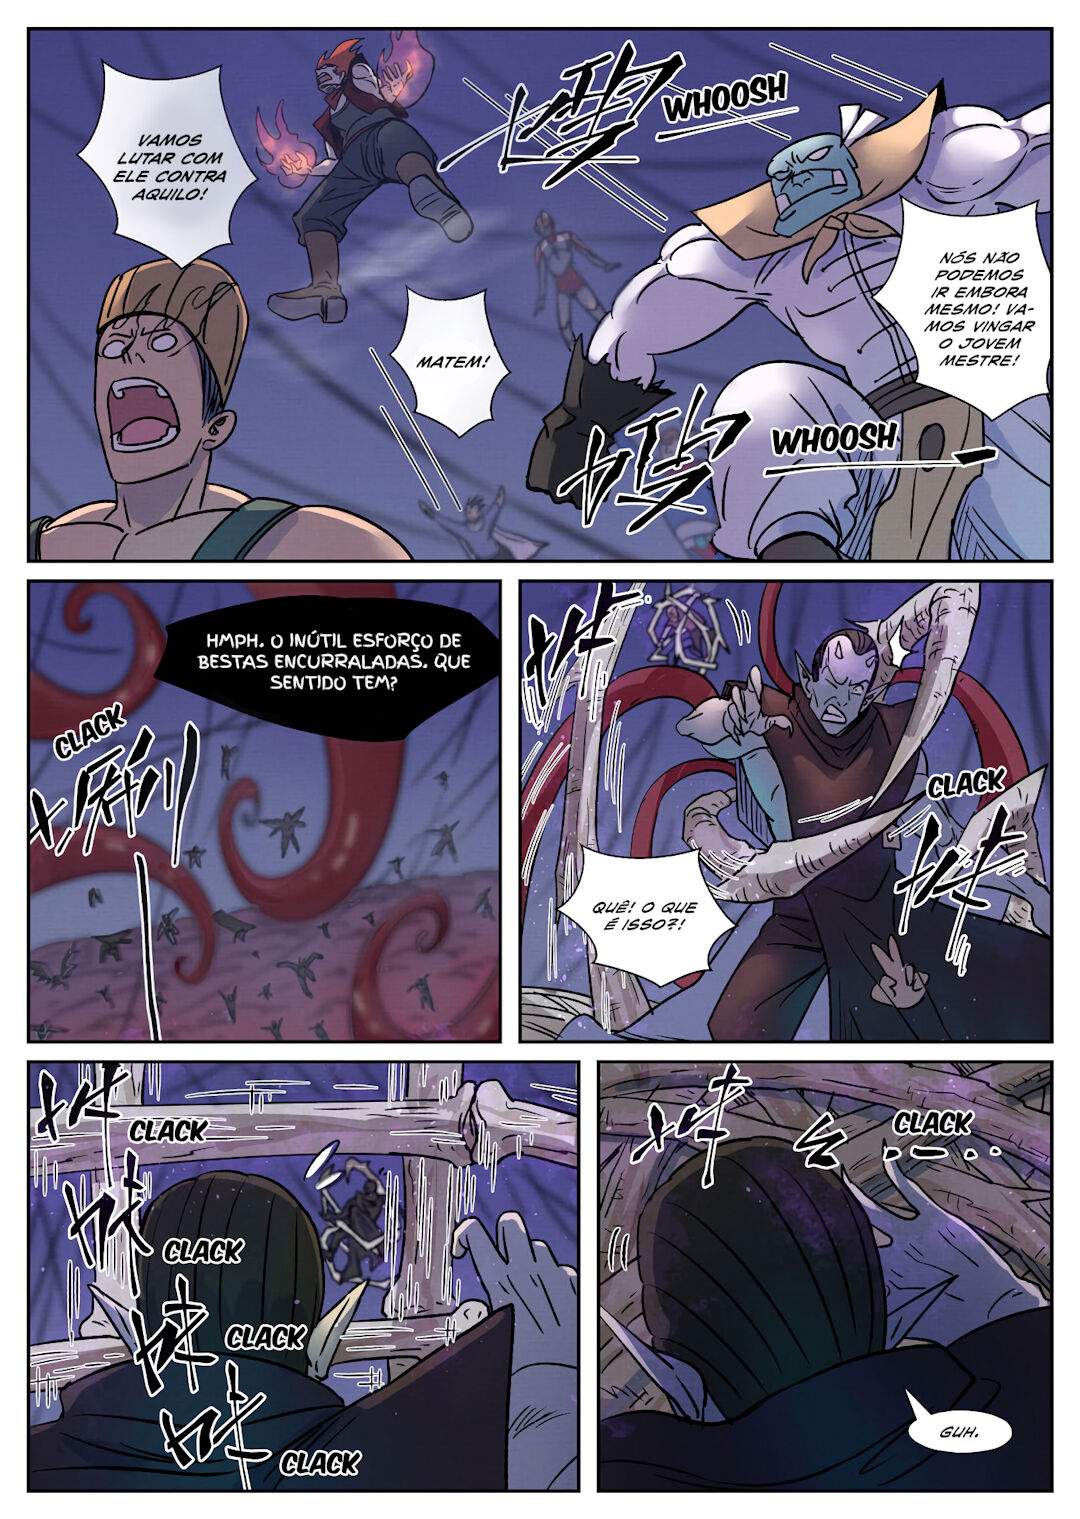 VAMOS
LUTAR COM
ELE CONTRA
AQUILO!
WHOOSH
NÓS NÃO
PODEMOS
IR EMBORA
MESMO! VA-
MOS VINGAR
O JOVEM
MESTRE!
MATEM!
WHOOSH
HMPH. O INÚTIL ESFORÇO DE
BESTAS ENCURRALADAS. QUE
SENTIDO TEM?
CLACK
CLACK
QUÊ! O QUE
É ISSO?!
CLACK
CLACK
CLACK
CLACK
CLACK
GUH.